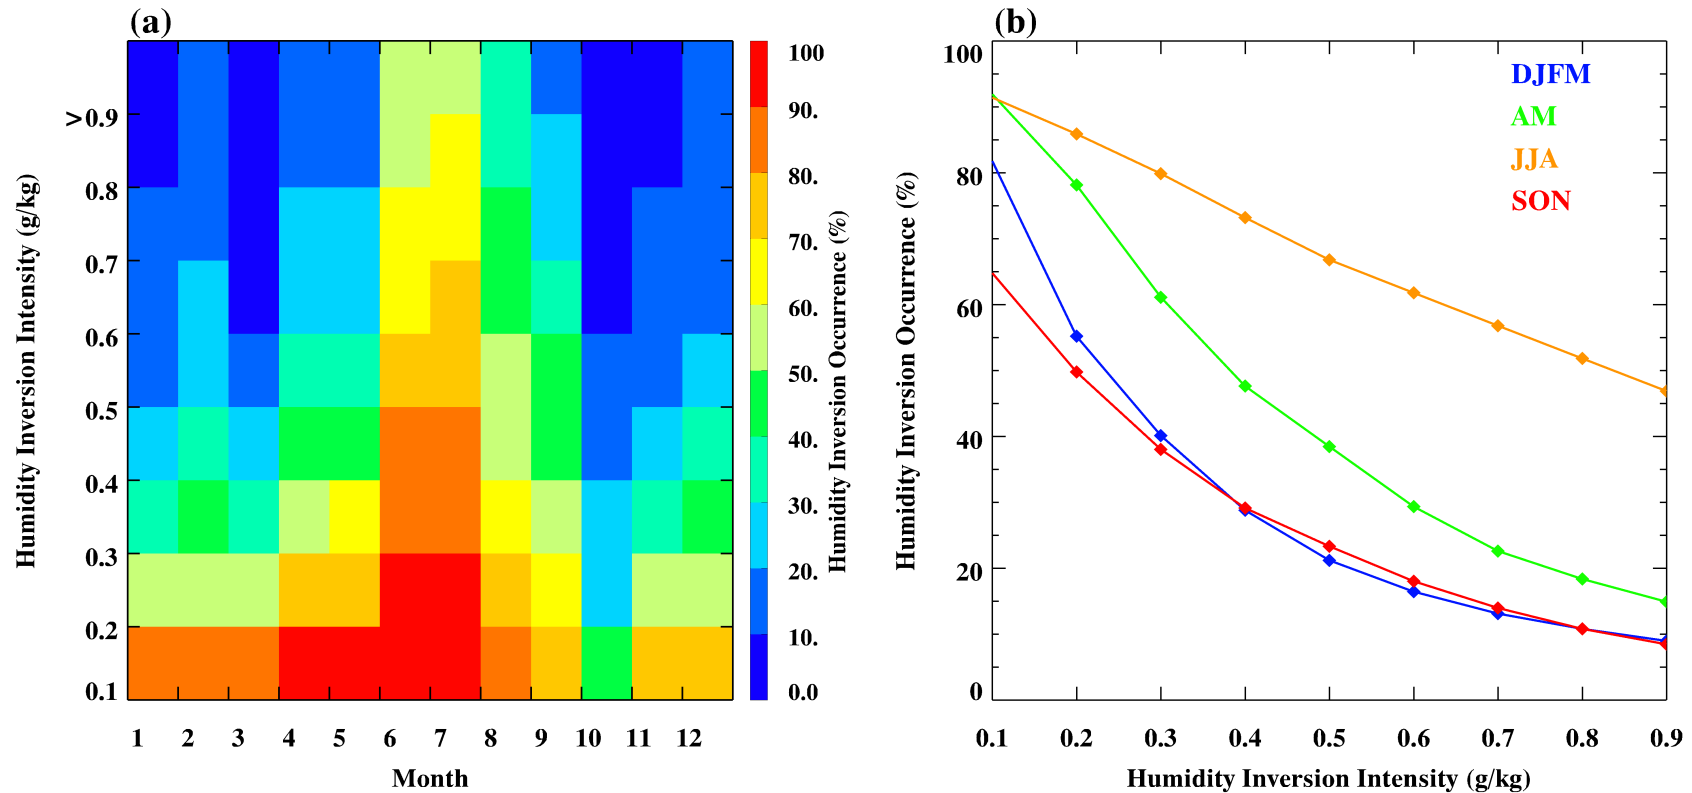 (a)
Humidity Inversion Intensity (g/kg)
>0.9
0.8
0.7
0.6
0.5
0.4
0.3
0.2
0.1
1 2 3 4 5 6 7 8 9 10 11 12
Month
100
90.
80.
70.
60.
50.
40.
30.
20.
10.
0.0
Humidity Inversion Occurrence (%)
(b)
Humidity Inversion Occurrence (%)
100
80
60
40
20
0
DJFM
AM
JJA
SON
0.1 0.2 0.3 0.4 0.5 0.6 0.7 0.8 0.9
Humidity Inversion Intensity (g/kg)